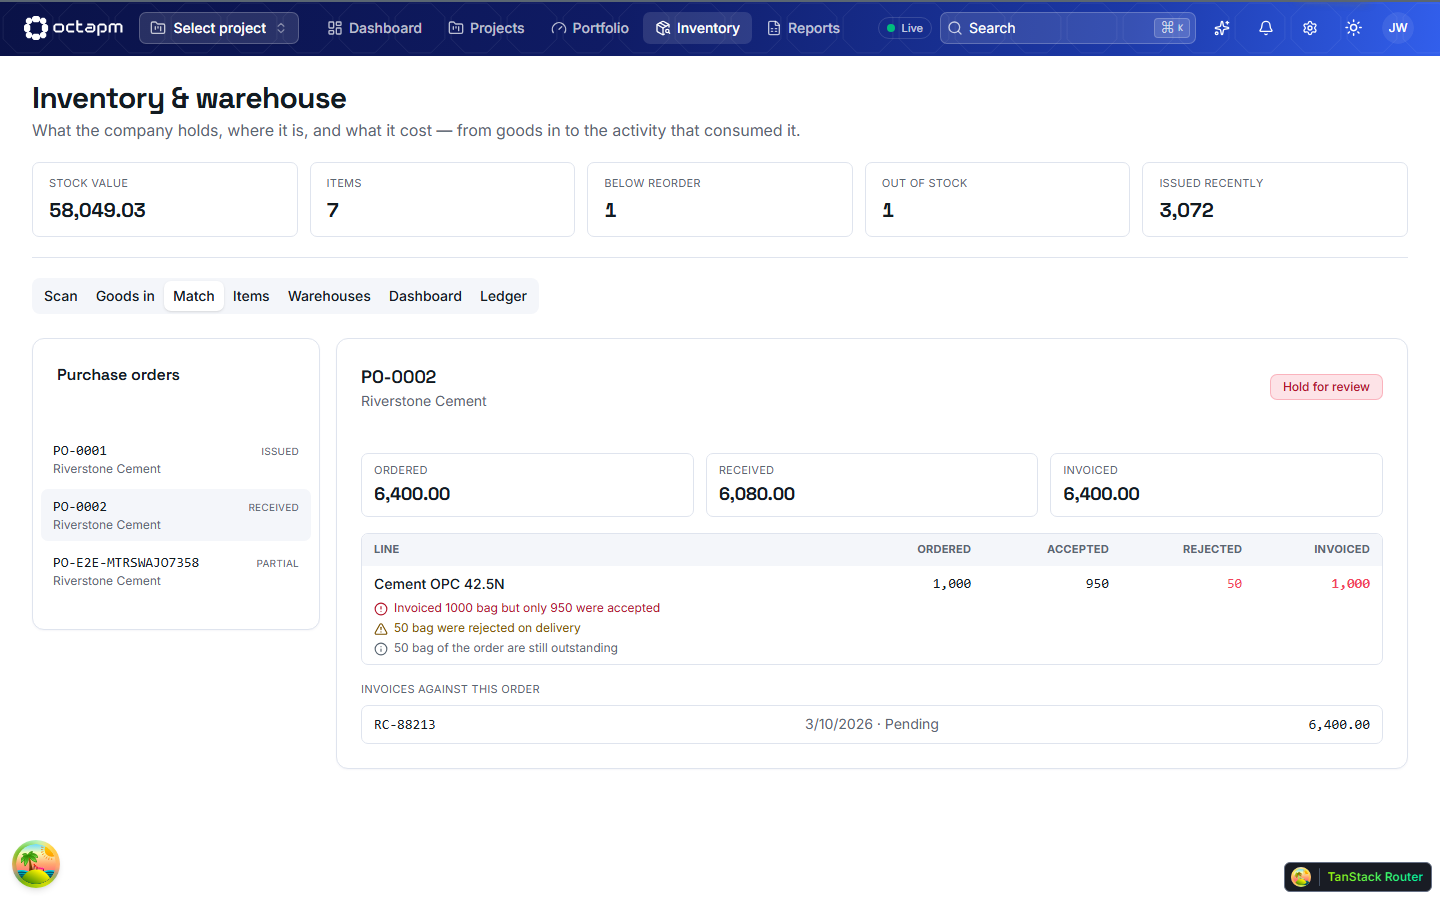 octapm
Select project
Dashboard
Projects
Portfolio
Inventory
Reports
Live
Search
⌘ K
JW
Inventory & warehouse
What the company holds, where it is, and what it cost — from goods in to the activity that consumed it.
STOCK VALUE
58,049.03
ITEMS
7
BELOW REORDER
1
OUT OF STOCK
1
ISSUED RECENTLY
3,072
Scan
Goods in
Match
Items
Warehouses
Dashboard
Ledger
Purchase orders
PO-0001
ISSUED
Riverstone Cement
PO-0002
RECEIVED
Riverstone Cement
PO-E2E-MTRSWAJO7358
PARTIAL
Riverstone Cement
PO-0002
Riverstone Cement
Hold for review
ORDERED
6,400.00
RECEIVED
6,080.00
INVOICED
6,400.00
LINE ORDERED ACCEPTED REJECTED INVOICED
Cement OPC 42.5N 1,000 950 50 1,000
Invoiced 1000 bag but only 950 were accepted
50 bag were rejected on delivery
50 bag of the order are still outstanding
INVOICES AGAINST THIS ORDER
RC-88213 3/10/2026 · Pending 6,400.00
TanStack Router